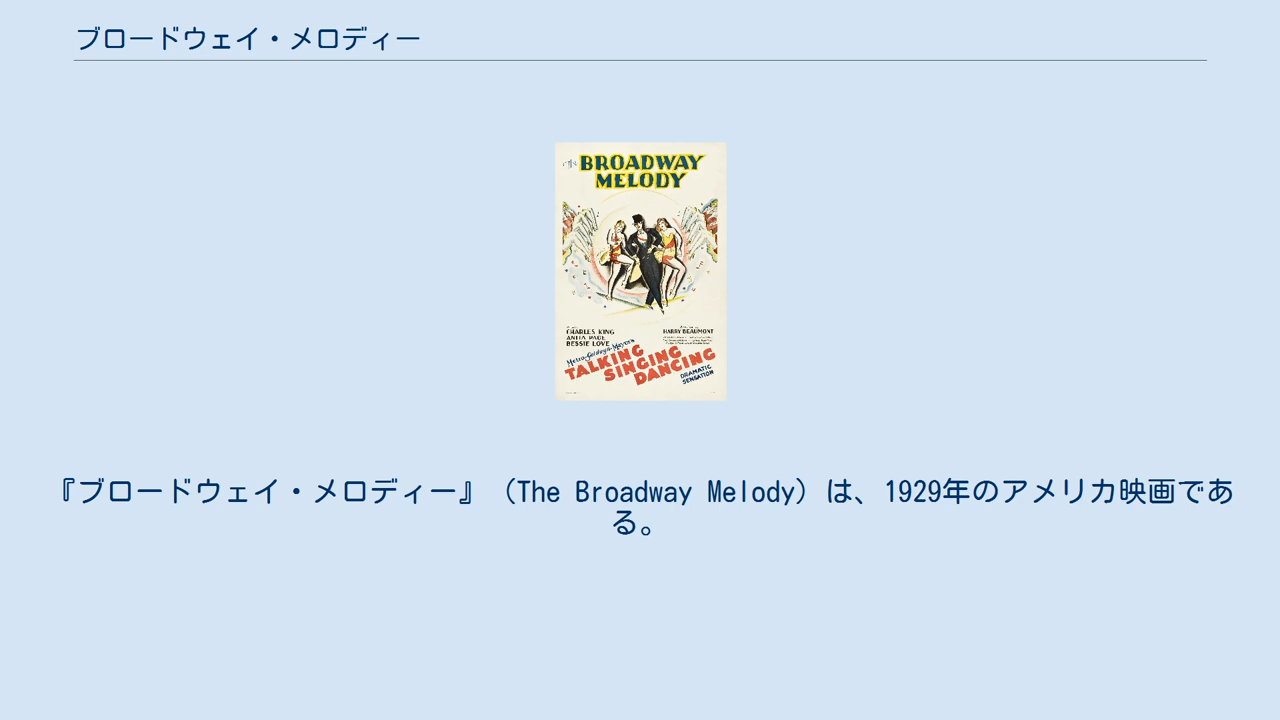 ブロードウェイ・メロディー
BROADWAY
MELODY
CHARLES KING
ANITA PAGE
BESSIE LOVE
HARRY BEAUMONT
Metro-Goldwyn-Mayer's
TALKING
SINGING
DANCING
DRAMATIC
SENSATION
『ブロードウェイ・メロディー』（The Broadway Melody）は、1929年のアメリカ映画であ
る。